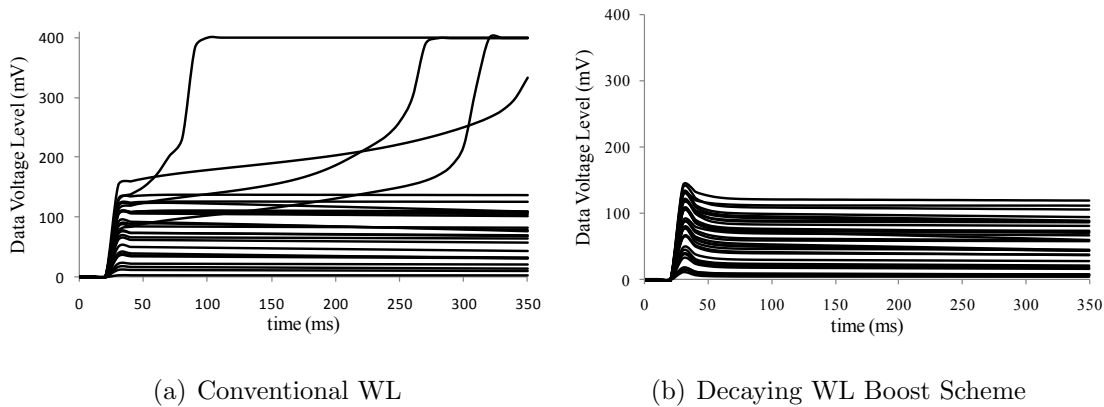 Data Voltage Level (mV)
400
300
200
100
0
0 50 100 150 200 250 300 350
time (ms)
(a) Conventional WL
Data Voltage Level (mV)
400
300
200
100
0
0 50 100 150 200 250 300 350
time (ms)
(b) Decaying WL Boost Scheme